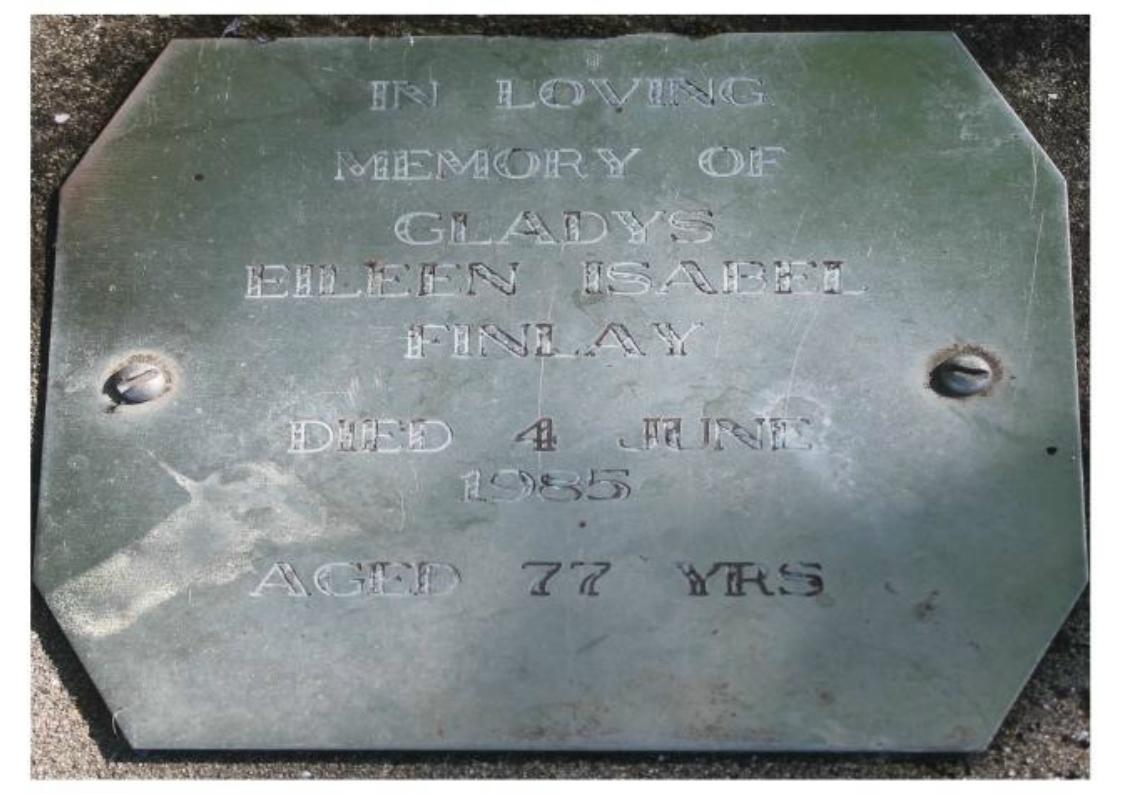 IN LOVING
MEMORY OF
GLADYS
EILEEN ISABEL
FINLAY
DIED 4 JUNE
1985
AGED 77 YRS